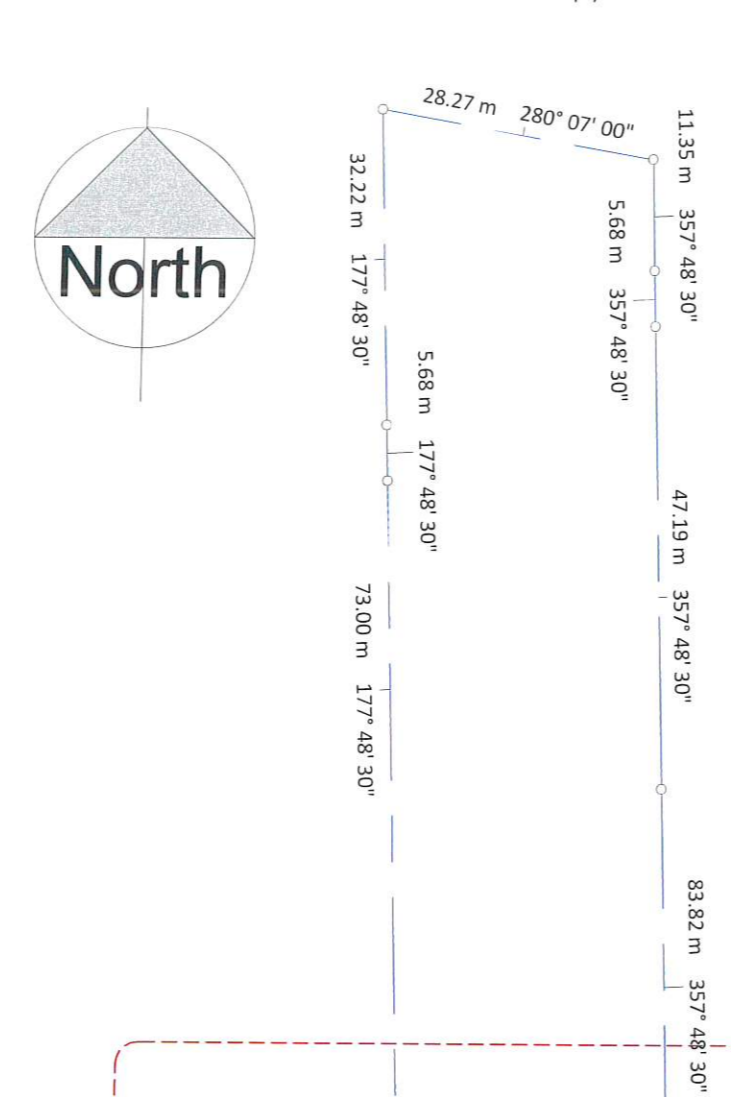 28.27 m 280° 07' 00"
11.35 m 357° 48' 30"
5.68 m 357° 48' 30"
32.22 m 177° 48' 30"
North
5.68 m 177° 48' 30"
47.19 m 357° 48' 30"
73.00 m 177° 48' 30"
83.82 m 357° 48' 30"